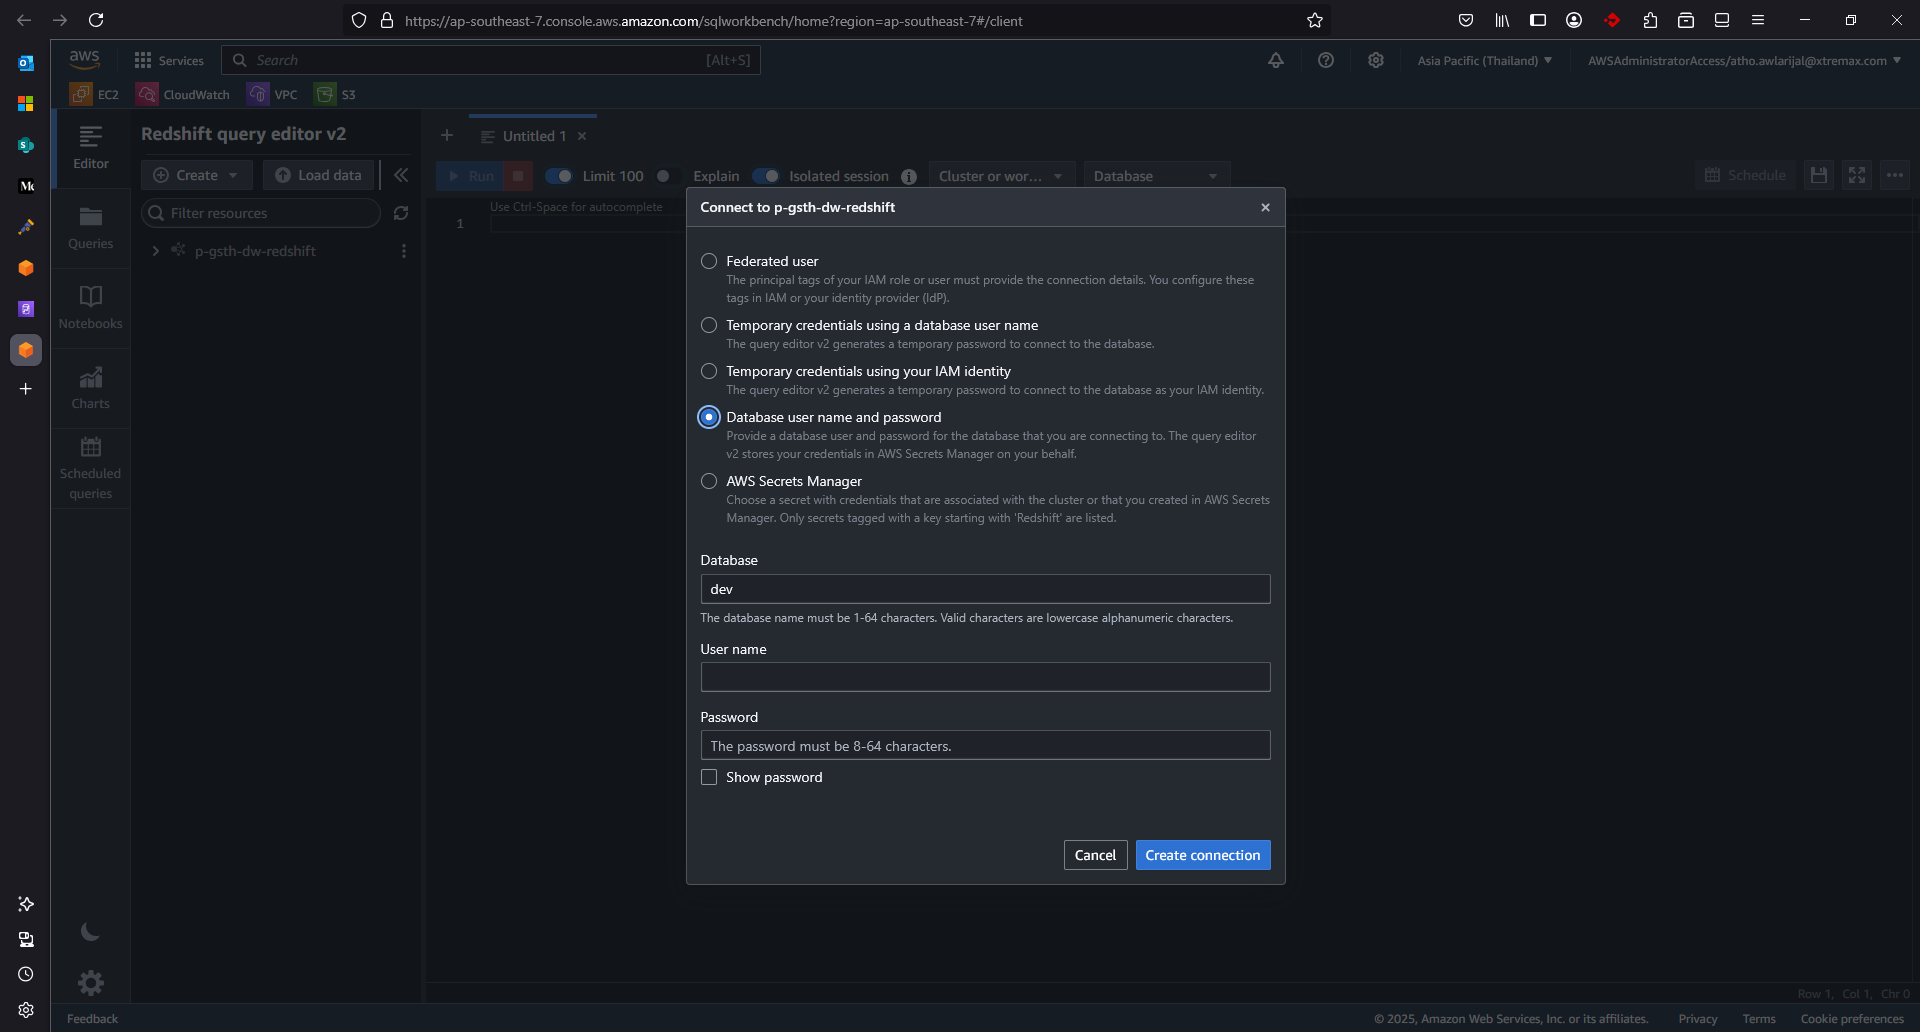 https://ap-southeast-7.console.aws.amazon.com/sqlworkbench/home?region=ap-southeast-7#/client
aws
Services
Search
[Alt+S]
Asia Pacific (Thailand)
AWSAdministratorAccess/atho.awlarijal@xtremax.com
EC2
CloudWatch
VPC
S3
Editor
Queries
Notebooks
Charts
Scheduled
queries
Redshift query editor v2
Create
Load data
Filter resources
p-gsth-dw-redshift
Untitled 1
Run
Limit 100
Explain
Isolated session
Cluster or wor...
Database
Schedule
1
Use Ctrl-Space for autocomplete
Connect to p-gsth-dw-redshift
Federated user
The principal tags of your IAM role or user must provide the connection details. You configure these
tags in IAM or your identity provider (IdP).
Temporary credentials using a database user name
The query editor v2 generates a temporary password to connect to the database.
Temporary credentials using your IAM identity
The query editor v2 generates a temporary password to connect to the database as your IAM identity.
Database user name and password
Provide a database user and password for the database that you are connecting to. The query editor
v2 stores your credentials in AWS Secrets Manager on your behalf.
AWS Secrets Manager
Choose a secret with credentials that are associated with the cluster or that you created in AWS Secrets
Manager. Only secrets tagged with a key starting with 'Redshift' are listed.
Database
dev
The database name must be 1-64 characters. Valid characters are lowercase alphanumeric characters.
User name
Password
The password must be 8-64 characters.
Show password
Cancel
Create connection
Row 1, Col 1, Chr 0
Feedback
© 2025, Amazon Web Services, Inc. or its affiliates.
Privacy
Terms
Cookie preferences